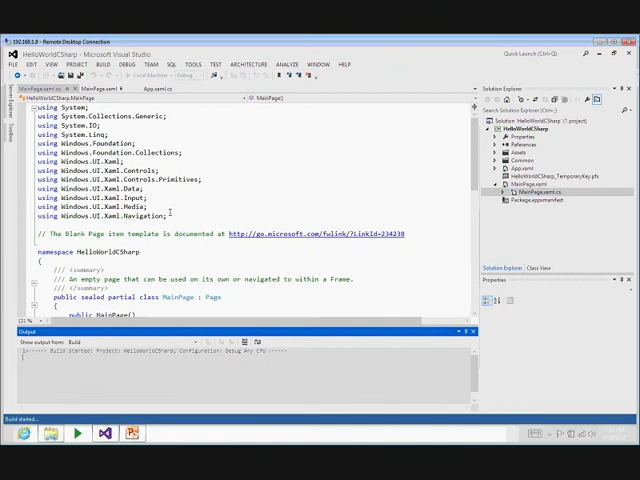 192.168.1.8 - Remote Desktop Connection
HelloWorldCSharp - Microsoft Visual Studio
Quick Launch (Ctrl+Q)
FILE EDIT VIEW PROJECT BUILD DEBUG TEAM SQL TOOLS TEST ARCHITECTURE ANALYZE WINDOW HELP
Local Machine Debug
MainPage.xaml.cs MainPage.xaml App.xaml.cs
HelloWorldCSharp.MainPage MainPage()
Server Explorer
Toolbox
using System;
using System.Collections.Generic;
using System.IO;
using System.Linq;
using Windows.Foundation;
using Windows.Foundation.Collections;
using Windows.UI.Xaml;
using Windows.UI.Xaml.Controls;
using Windows.UI.Xaml.Controls.Primitives;
using Windows.UI.Xaml.Data;
using Windows.UI.Xaml.Input;
using Windows.UI.Xaml.Media;
using Windows.UI.Xaml.Navigation;
// The Blank Page item template is documented at http://go.microsoft.com/fwlink/?LinkId=234238
namespace HelloWorldCSharp
{
/// <summary>
/// An empty page that can be used on its own or navigated to within a Frame.
/// </summary>
public sealed partial class MainPage : Page
{
public MainPage()
121 %
Output
Show output from: Build
1>------ Build started: Project: HelloWorldCSharp, Configuration: Debug Any CPU ------
Solution Explorer
Search Solution Explorer (Ctrl+;)
Solution 'HelloWorldCSharp' (1 project)
HelloWorldCSharp
Properties
References
Assets
Common
App.xaml
HelloWorldCSharp_TemporaryKey.pfx
MainPage.xaml
MainPage.xaml.cs
Package.appxmanifest
Solution Explorer Class View
Properties
Build started...